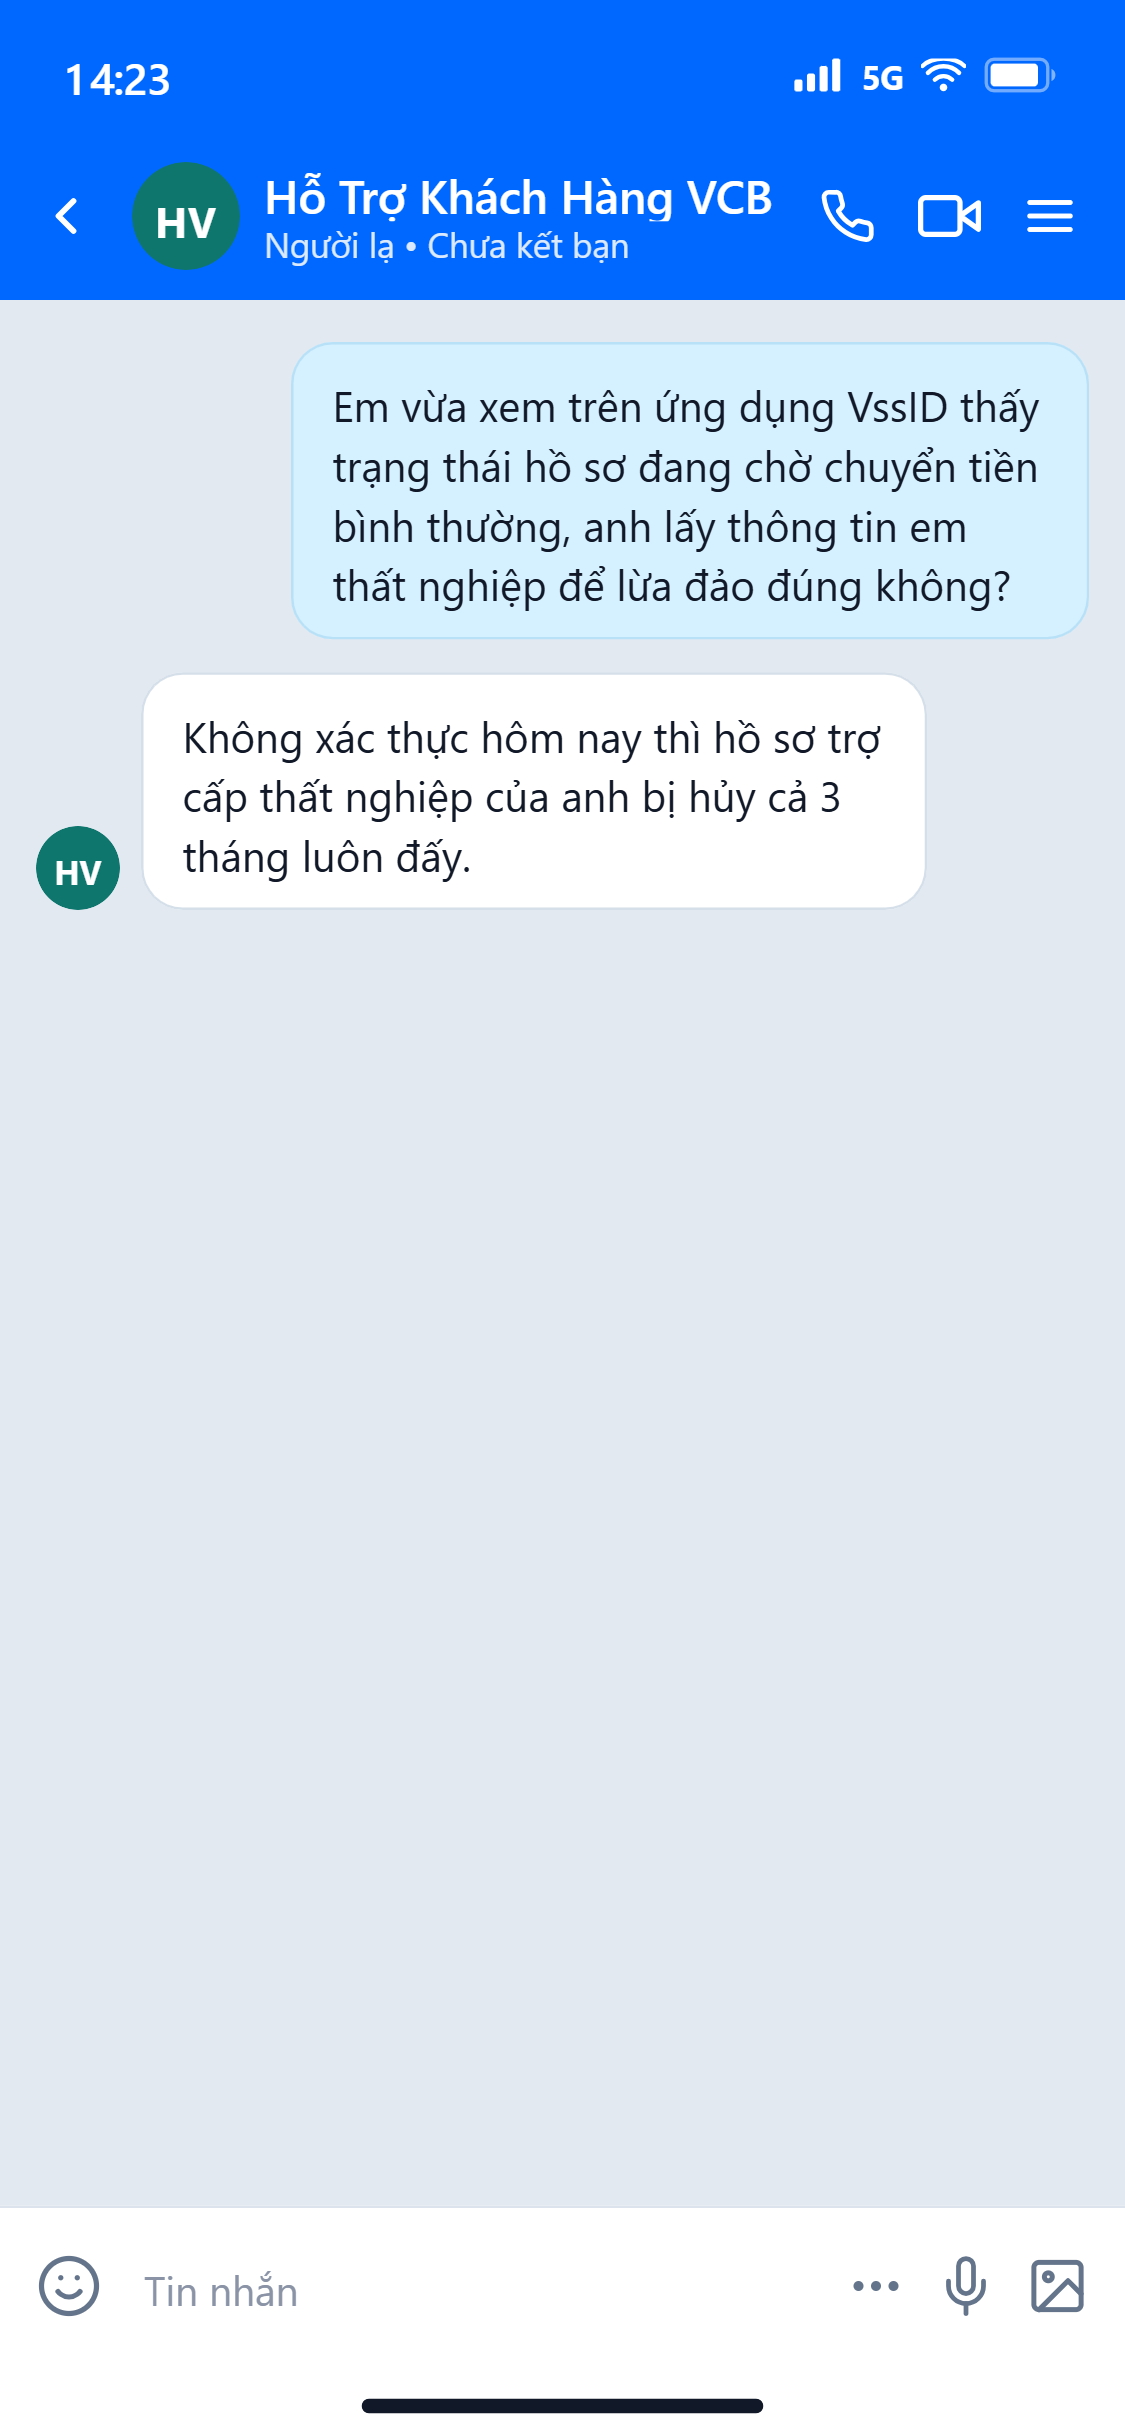 14:23
5G
HV
Hỗ Trợ Khách Hàng VCB
Người lạ • Chưa kết bạn
Em vừa xem trên ứng dụng VssID thấy
trạng thái hồ sơ đang chờ chuyển tiền
bình thường, anh lấy thông tin em
thất nghiệp để lừa đảo đúng không?
Không xác thực hôm nay thì hồ sơ trợ
cấp thất nghiệp của anh bị hủy cả 3
tháng luôn đấy.
HV
Tin nhắn